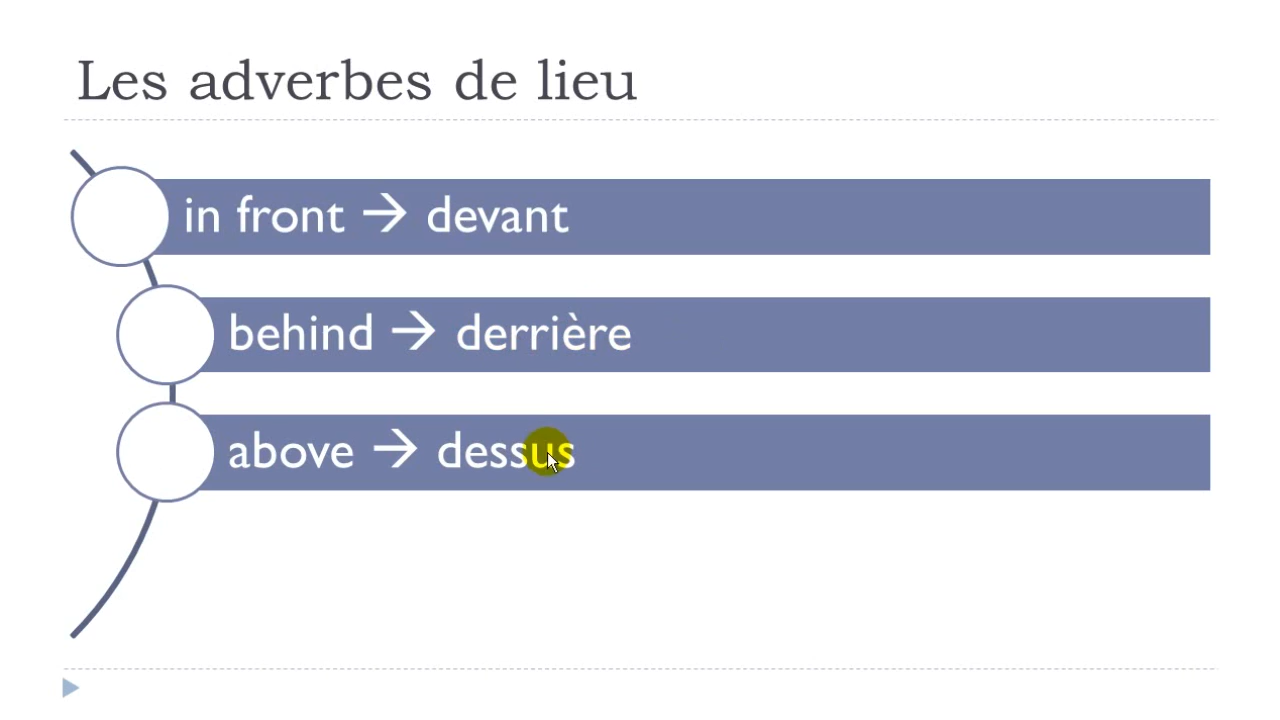 Les adverbes de lieu
in front → devant
behind → derrière
above → dessus